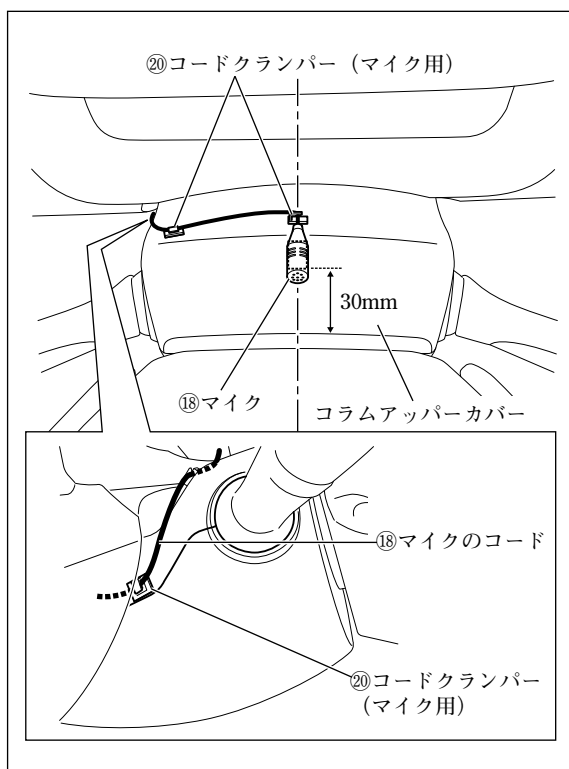 ⑳コードクランパー（マイク用）
30mm
⑱マイク
コラムアッパーカバー
⑱マイクのコード
⑳コードクランパー
（マイク用）